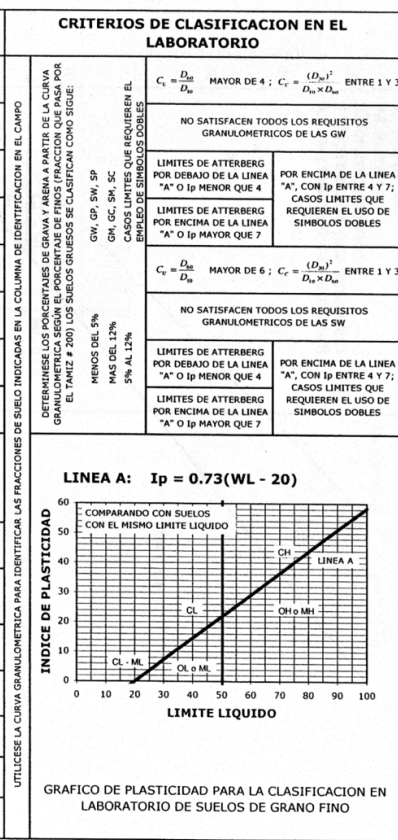 CRITERIOS DE CLASIFICACION EN EL
LABORATORIO
UTILICESE LA CURVA GRANULOMETRICA PARA IDENTIFICAR LAS FRACCIONES DE SUELO INDICADAS EN LA COLUMNA DE IDENTIFICACION EN EL CAMPO
DETERMINESE LOS PORCENTAJES DE GRAVA Y ARENA A PARTIR DE LA CURVA
GRANULOMETRICA SEGÚN EL PORCENTAJE DE FINOS (FRACCION QUE PASA POR
EL TAMIZ # 200) LOS SUELOS GRUESOS SE CLASIFICAN COMO SIGUE:
MENOS DEL 5% GW, GP, SW, SP
MAS DEL 12% GM, GC, SM, SC
5% AL 12% CASOS LIMITES QUE REQUIEREN EL
EMPLEO DE SIMBOLOS DOBLES
C_u = D_60 / D_10 MAYOR DE 4 ; C_c = (D_30)² / D_10 × D_60 ENTRE 1 Y 3
NO SATISFACEN TODOS LOS REQUISITOS
GRANULOMETRICOS DE LAS GW
LIMITES DE ATTERBERG
POR DEBAJO DE LA LINEA
"A" O Ip MENOR QUE 4
LIMITES DE ATTERBERG
POR ENCIMA DE LA LINEA
"A" O Ip MAYOR QUE 7
POR ENCIMA DE LA LINEA
"A", CON Ip ENTRE 4 Y 7;
CASOS LIMITES QUE
REQUIEREN EL USO DE
SIMBOLOS DOBLES
C_u = D_60 / D_10 MAYOR DE 6 ; C_c = (D_30)² / D_10 × D_60 ENTRE 1 Y 3
NO SATISFACEN TODOS LOS REQUISITOS
GRANULOMETRICOS DE LAS SW
LIMITES DE ATTERBERG
POR DEBAJO DE LA LINEA
"A" O Ip MENOR QUE 4
LIMITES DE ATTERBERG
POR ENCIMA DE LA LINEA
"A" O Ip MAYOR QUE 7
POR ENCIMA DE LA LINEA
"A", CON Ip ENTRE 4 Y 7;
CASOS LIMITES QUE
REQUIEREN EL USO DE
SIMBOLOS DOBLES
LINEA A: Ip = 0.73(WL - 20)
INDICE DE PLASTICIDAD
60
50
40
30
20
10
0
COMPARANDO CON SUELOS
CON EL MISMO LIMITE LIQUIDO
CH
LINEA A
CL
OH o MH
CL - ML
OL o ML
0 10 20 30 40 50 60 70 80 90 100
LIMITE LIQUIDO
GRAFICO DE PLASTICIDAD PARA LA CLASIFICACION EN
LABORATORIO DE SUELOS DE GRANO FINO